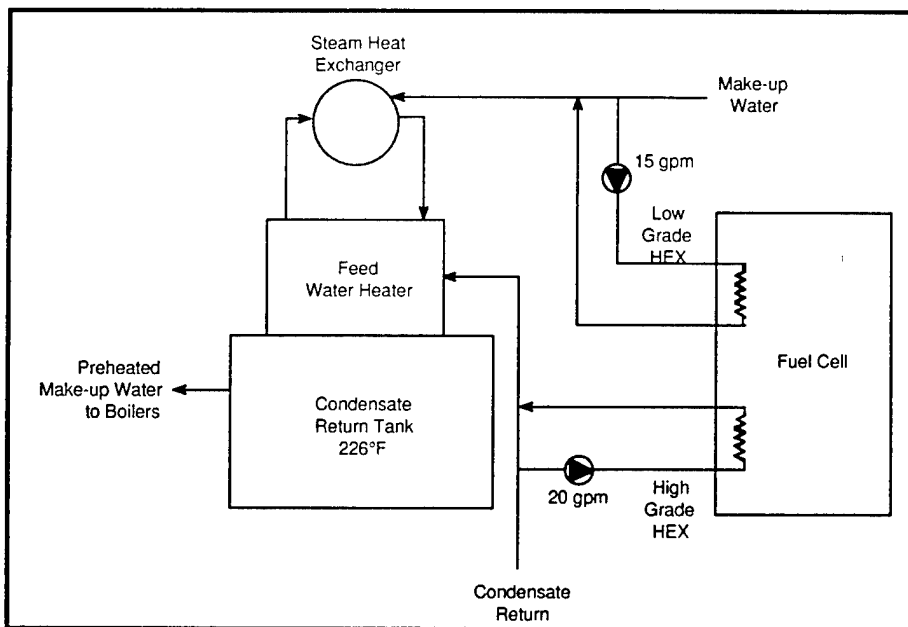 Steam Heat
Exchanger
Make-up
Water
15 gpm
Low
Grade
HEX
Feed
Water Heater
Fuel Cell
Preheated
Make-up Water
to Boilers
Condensate
Return Tank
226°F
20 gpm
High
Grade
HEX
Condensate
Return